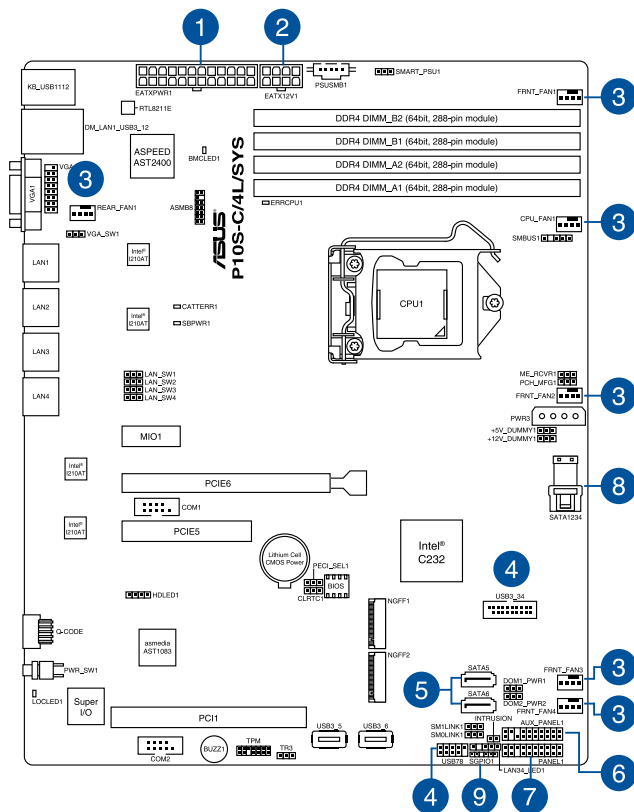 1
2
KB_USB1112
EATXPWR1
EATX12V1
PSUSMB1
SMART_PSU1
FRNT_FAN1
3
RTL8211E
DM_LAN1_USB3_12
DDR4 DIMM_B2 (64bit, 288-pin module)
ASPEED
AST2400
BMCLED1
DDR4 DIMM_B1 (64bit, 288-pin module)
VGA
3
DDR4 DIMM_A2 (64bit, 288-pin module)
VGA1
DDR4 DIMM_A1 (64bit, 288-pin module)
REAR_FAN1
ASMB8
ERRCPU1
ASUS
P10S-C/4L/SYS
CPU_FAN1
3
VGA_SW1
SMBUS1
Intel®
I210AT
LAN1
LAN2
CATTERR1
CPU1
Intel®
I210AT
SBPWR1
LAN3
LAN4
LAN_SW1
LAN_SW2
LAN_SW3
LAN_SW4
ME_RCVR1
PCH_MFG1
FRNT_FAN2
3
PWR3
+5V_DUMMY1
+12V_DUMMY1
MIO1
Intel®
I210AT
PCIE6
8
COM1
SATA1234
Intel®
I210AT
PCIE5
Lithium Cell
CMOS Power
Intel®
C232
PECI_SEL1
BIOS
CLRTC1
4
USB3_34
HDLED1
NGFF1
Q-CODE
asmedia
AST1083
NGFF2
PWR_SW1
SATA5
DOM1_PWR1
FRNT_FAN3
3
5
LOCLED1
SATA6
DOM2_PWR2
FRNT_FAN4
3
Super
I/O
PCI1
INTRUSION
AUX_PANEL1
SM1LINK1
SM0LINK1
USB3_5
USB3_6
COM2
BUZZ1
TPM
TR3
USB78
SGPIO1
LAN34_LED1
PANEL1
4
9
7
6